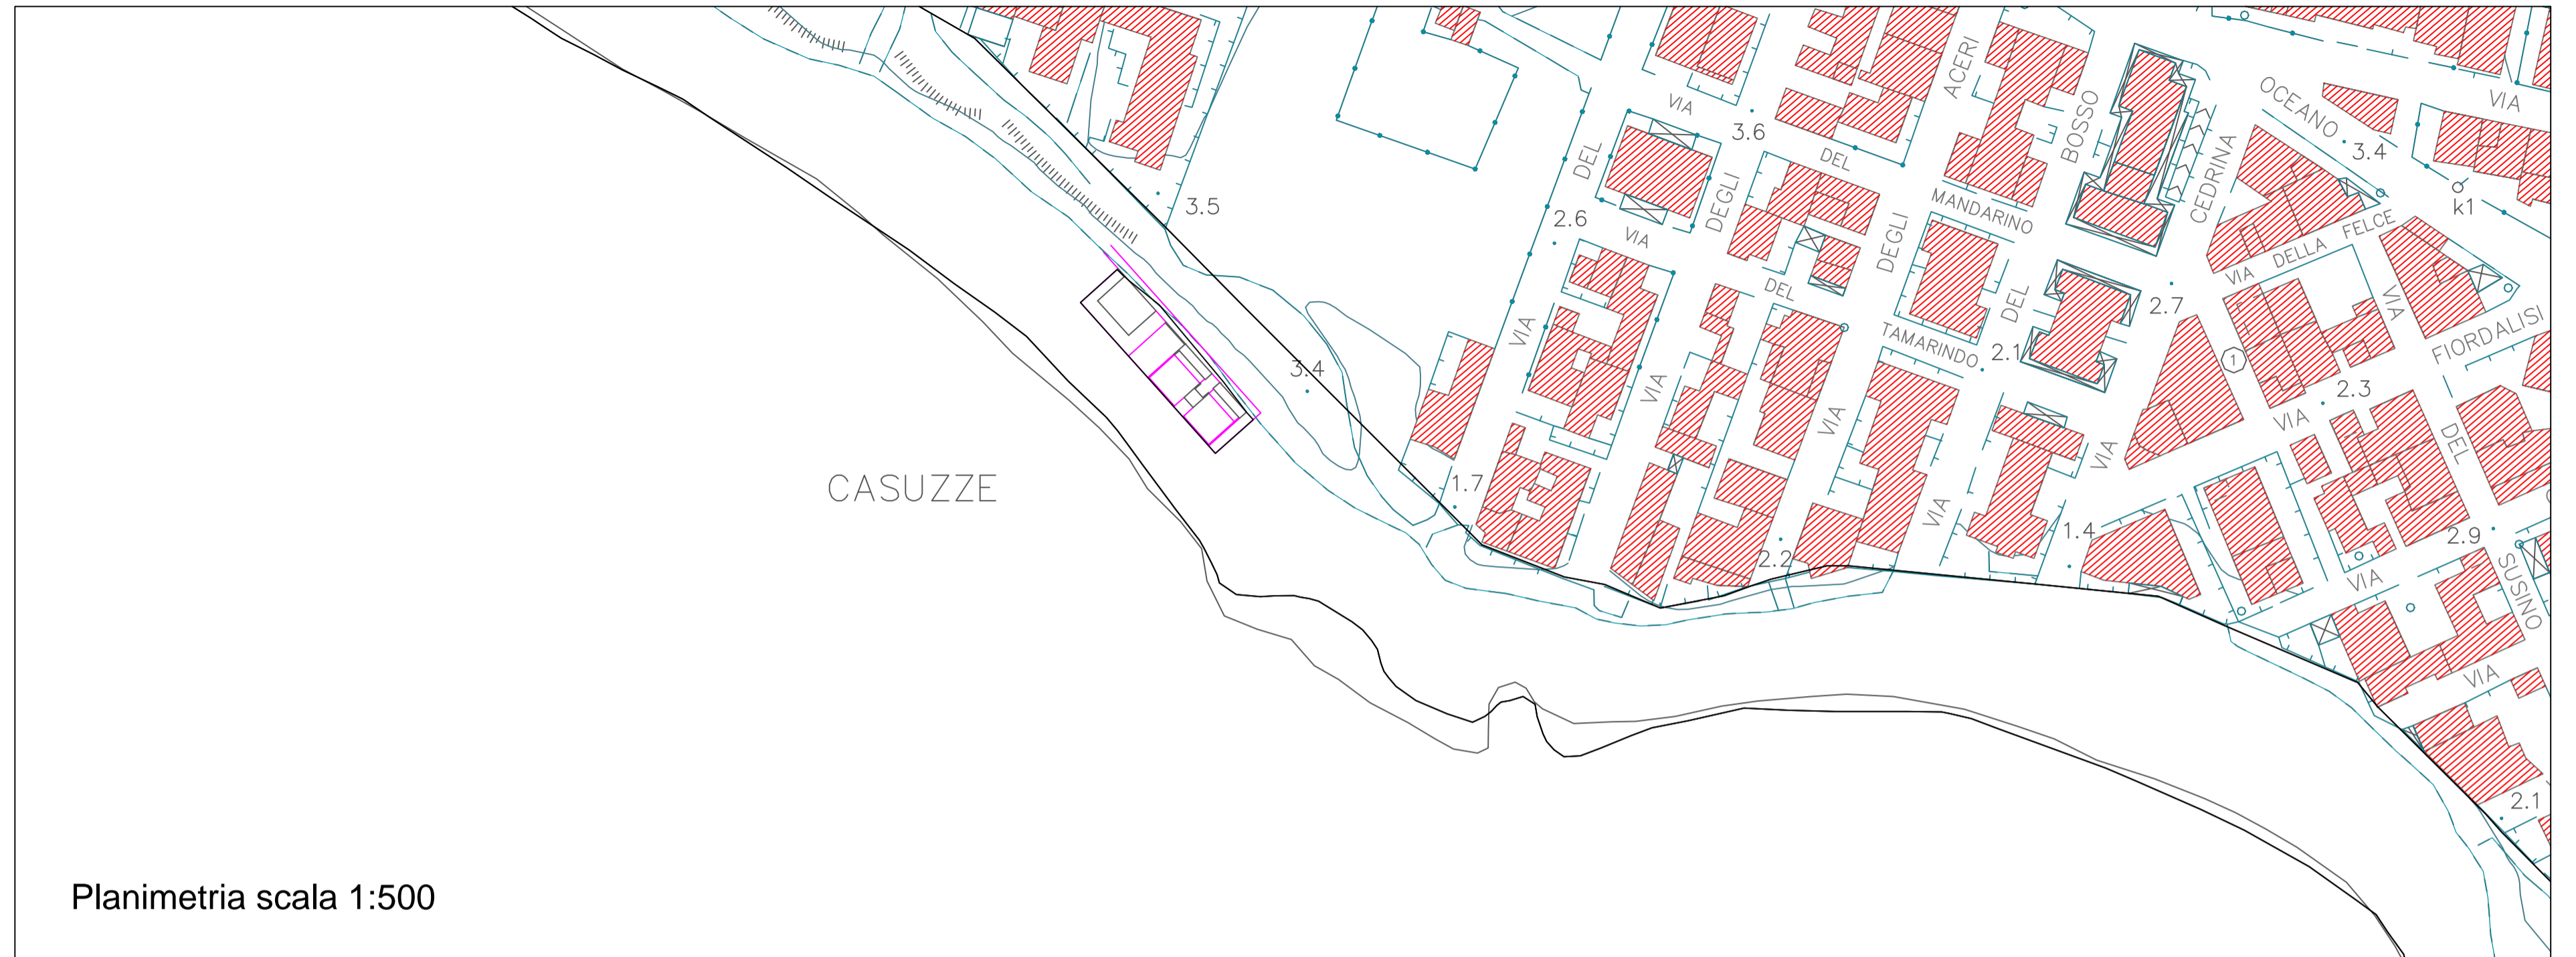 ACERI
BOSSO
OCEANO
VIA
VIA
3.6
3.4
DEL
DEL
CEDRINA
k1
3.5
DEGLI
MANDARINO
2.6
VIA
DEGLI
VIA DELLA FELCE
DEL
DEL
2.7
VIA
FIORDALISI
VIA
TAMARINDO
2.1
1
3.4
VIA
2.3
VIA
VIA
DEL
VIA
CASUZZE
1.7
VIA
1.4
2.9
2.2
VIA
SUSINO
VIA
2.1
Planimetria scala 1:500